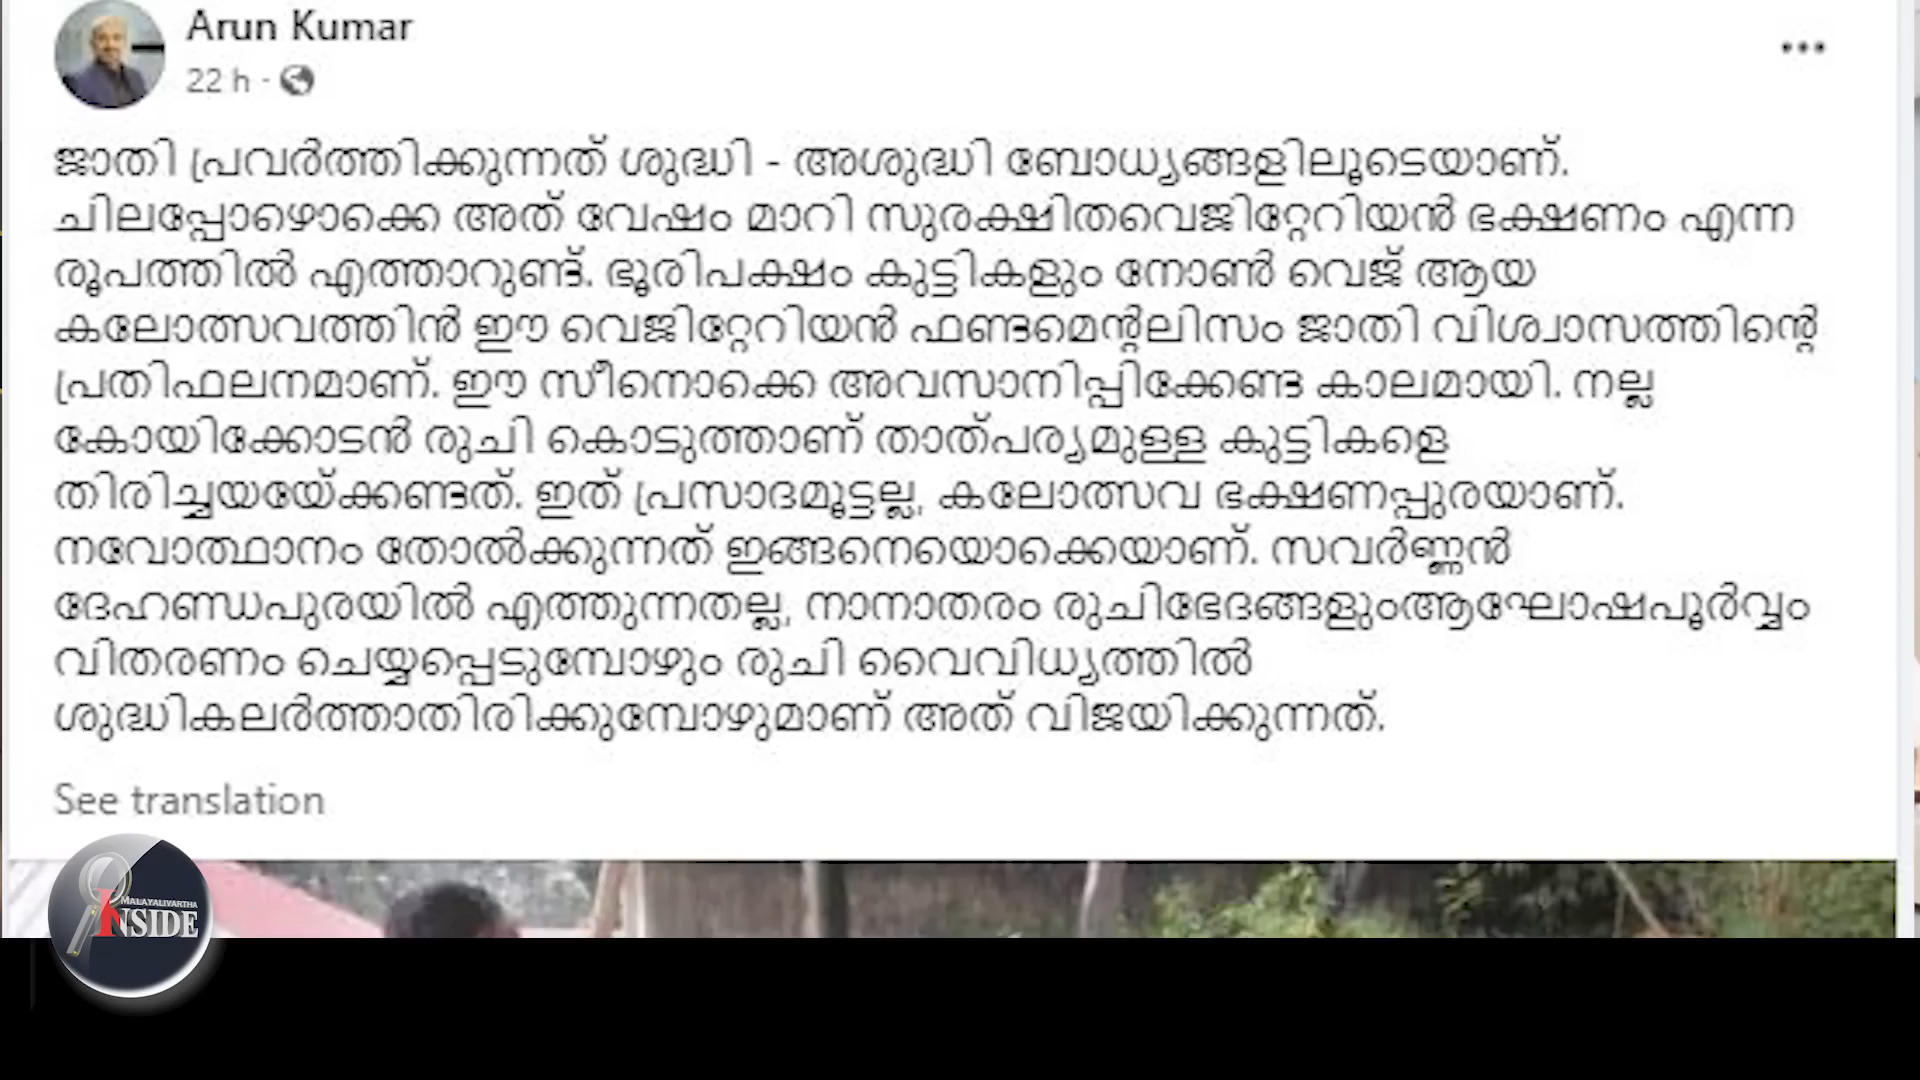 Arun Kumar
22 h ·
ജാതി പ്രവർത്തിക്കുന്നത് ശുദ്ധി - അശുദ്ധി ബോധ്യങ്ങളിലൂടെയാണ്.
ചിലപ്പോഴൊക്കെ അത് വേഷം മാറി സുരക്ഷിതവെജിറ്റേറിയൻ ഭക്ഷണം എന്ന
രൂപത്തിൽ എത്താറുണ്ട്. ഭൂരിപക്ഷം കുട്ടികളും നോൺ വെജ് ആയ
കലോത്സവത്തിൻ ഈ വെജിറ്റേറിയൻ ഫണ്ടമെന്റലിസം ജാതി വിശ്വാസത്തിന്റെ
പ്രതിഫലനമാണ്. ഈ സീനൊക്കെ അവസാനിപ്പിക്കേണ്ട കാലമായി. നല്ല
കോയിക്കോടൻ രുചി കൊടുത്താണ് താത്പര്യമുള്ള കുട്ടികളെ
തിരിച്ചയയേ്ക്കണ്ടത്. ഇത് പ്രസാദമൂട്ടല്ല, കലോത്സവ ഭക്ഷണപ്പുരയാണ്.
നവോത്ഥാനം തോൽക്കുന്നത് ഇങ്ങനെയൊക്കെയാണ്. സവർണ്ണൻ
ദേഹണ്ഡപുരയിൽ എത്തുന്നതല്ല, നാനാതരം രുചിഭേദങ്ങളുംആഘോഷപൂർവ്വം
വിതരണം ചെയ്യപ്പെടുമ്പോഴും രുചി വൈവിധ്യത്തിൽ
ശുദ്ധികലർത്താതിരിക്കുമ്പോഴുമാണ് അത് വിജയിക്കുന്നത്.
See translation
MALAYALIVARTHA
INSIDE